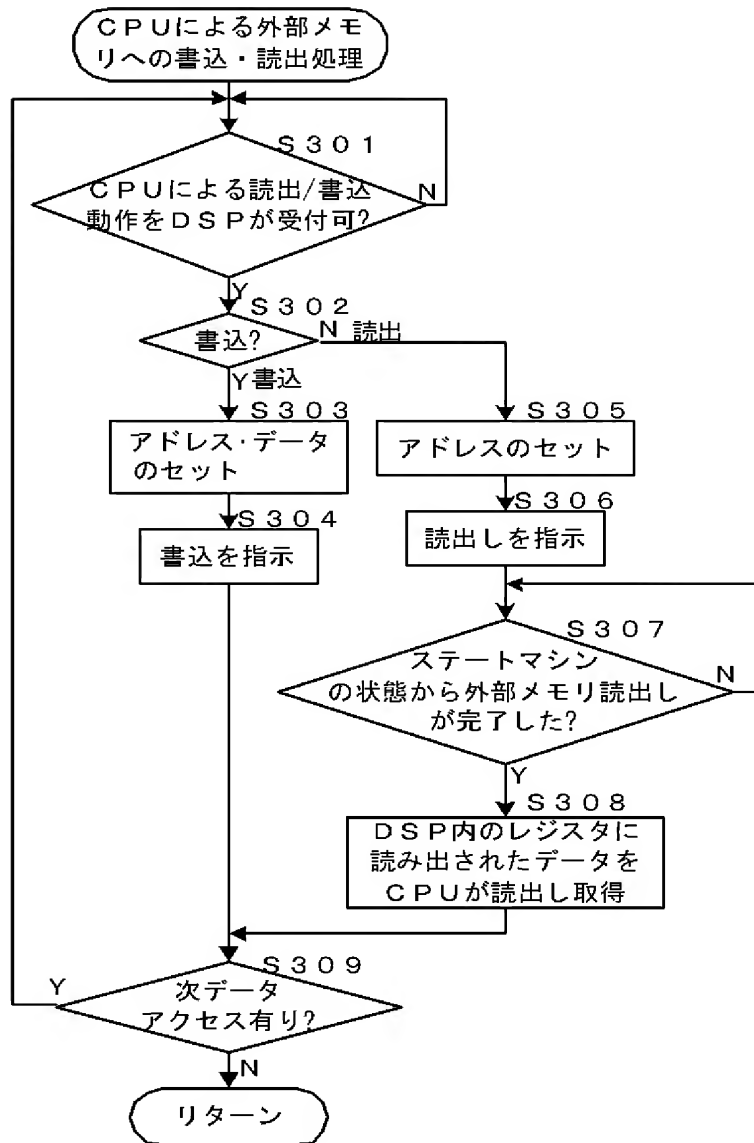 CPUによる外部メモ
リへの書込・読出処理
S301
CPUによる読出/書込
動作をDSPが受付可?
N
Y
S302
書込?
N 読出
Y 書込
S303
アドレス・データ
のセット
S304
書込を指示
S305
アドレスのセット
S306
読出しを指示
S307
ステートマシン
の状態から外部メモリ読出し
が完了した?
N
Y
S308
DSP内のレジスタに
読み出されたデータを
CPUが読出し取得
S309
次データ
アクセス有り?
Y
N
リターン